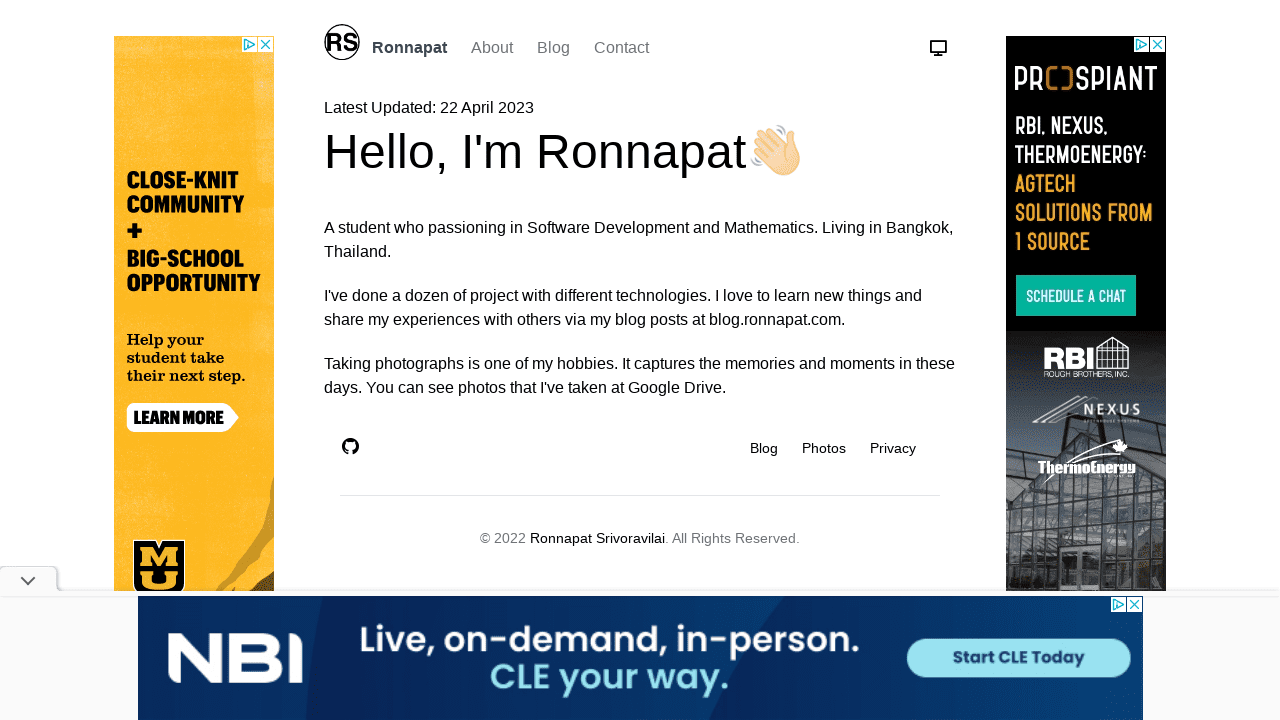 RS
Ronnapat About Blog Contact
Latest Updated: 22 April 2023
Hello, I'm Ronnapat
A student who passioning in Software Development and Mathematics. Living in Bangkok,
Thailand.
I've done a dozen of project with different technologies. I love to learn new things and
share my experiences with others via my blog posts at blog.ronnapat.com.
Taking photographs is one of my hobbies. It captures the memories and moments in these
days. You can see photos that I've taken at Google Drive.
Blog Photos Privacy
© 2022 Ronnapat Srivoravilai. All Rights Reserved.
CLOSE-KNIT
COMMUNITY
+
BIG-SCHOOL
OPPORTUNITY
Help your
student take
their next step.
LEARN MORE
MU
PROSPIANT
RBI, NEXUS,
THERMOENERGY:
AGTECH
SOLUTIONS FROM
1 SOURCE
SCHEDULE A CHAT
RBI
ROUGH BROTHERS, INC.
NEXUS
ThermoEnergy
NBI
Live, on-demand, in-person.
CLE your way.
Start CLE Today